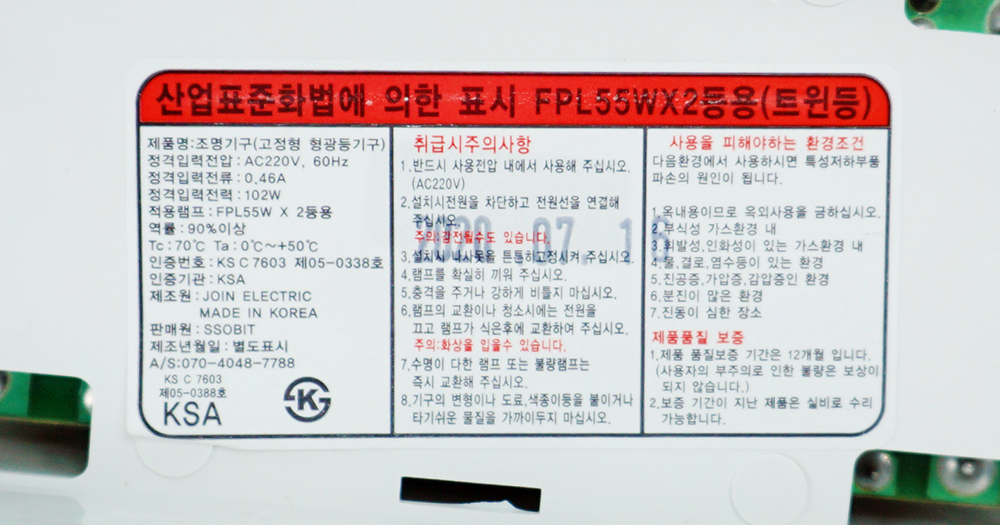 산업표준화법에 의한 표시 FPL55WX2등용(트윈등)
제품명:조명기구(고정형 형광등기구)
정격입력전압 : AC220V, 60Hz
정격입력전류 : 0.46A
정격입력전력 : 102W
적용램프 : FPL55W X 2등용
역률 : 90%이상
Tc : 70℃ Ta : 0℃~+50℃
인증번호 : KS C 7603 제05-0338호
인증기관 : KSA
제조원 : JOIN ELECTRIC
MADE IN KOREA
판매원 : SSOBIT
제조년월일 : 별도표시
A/S:070-4048-7788
KS C 7603
제05-0388호
KSA
K
취급시주의사항
1.반드시 사용전압 내에서 사용해 주십시오.
(AC220V)
2.설치시전원을 차단하고 전원선을 연결해
주십시오.
주의:감전될수도 있습니다.
3.설치시 나사못을 튼튼하고정시켜 주십시오.
4.램프를 확실히 끼워 주십시오.
5.충격을 주거나 강하게 비틀지 마십시오.
6.램프의 교환이나 청소시에는 전원을
끄고 램프가 식은후에 교환하여 주십시오.
주의:화상을 입을수 있습니다.
7.수명이 다한 램프 또는 불량램프는
즉시 교환해 주십시오.
8.기구의 변형이나 도료,색종이등을 붙이거나
타기쉬운 물질을 가까이두지 마십시오.
2020.07.16
사용을 피해야하는 환경조건
다음환경에서 사용하시면 특성저하부품
파손의 원인이 됩니다.
1.옥내용이므로 옥외사용을 금하십시오.
2.부식성 가스환경 내
3.휘발성,인화성이 있는 가스환경 내
4.물,결로,염수등이 있는 환경
5.진공증,가압증,감압증인 환경
6.분진이 많은 환경
7.진동이 심한 장소
제품품질 보증
1.제품 품질보증 기간은 12개월 입니다.
(사용자의 부주의로 인한 불량은 보상이
되지 않습니다.)
2.보증 기간이 지난 제품은 실비로 수리
가능합니다.